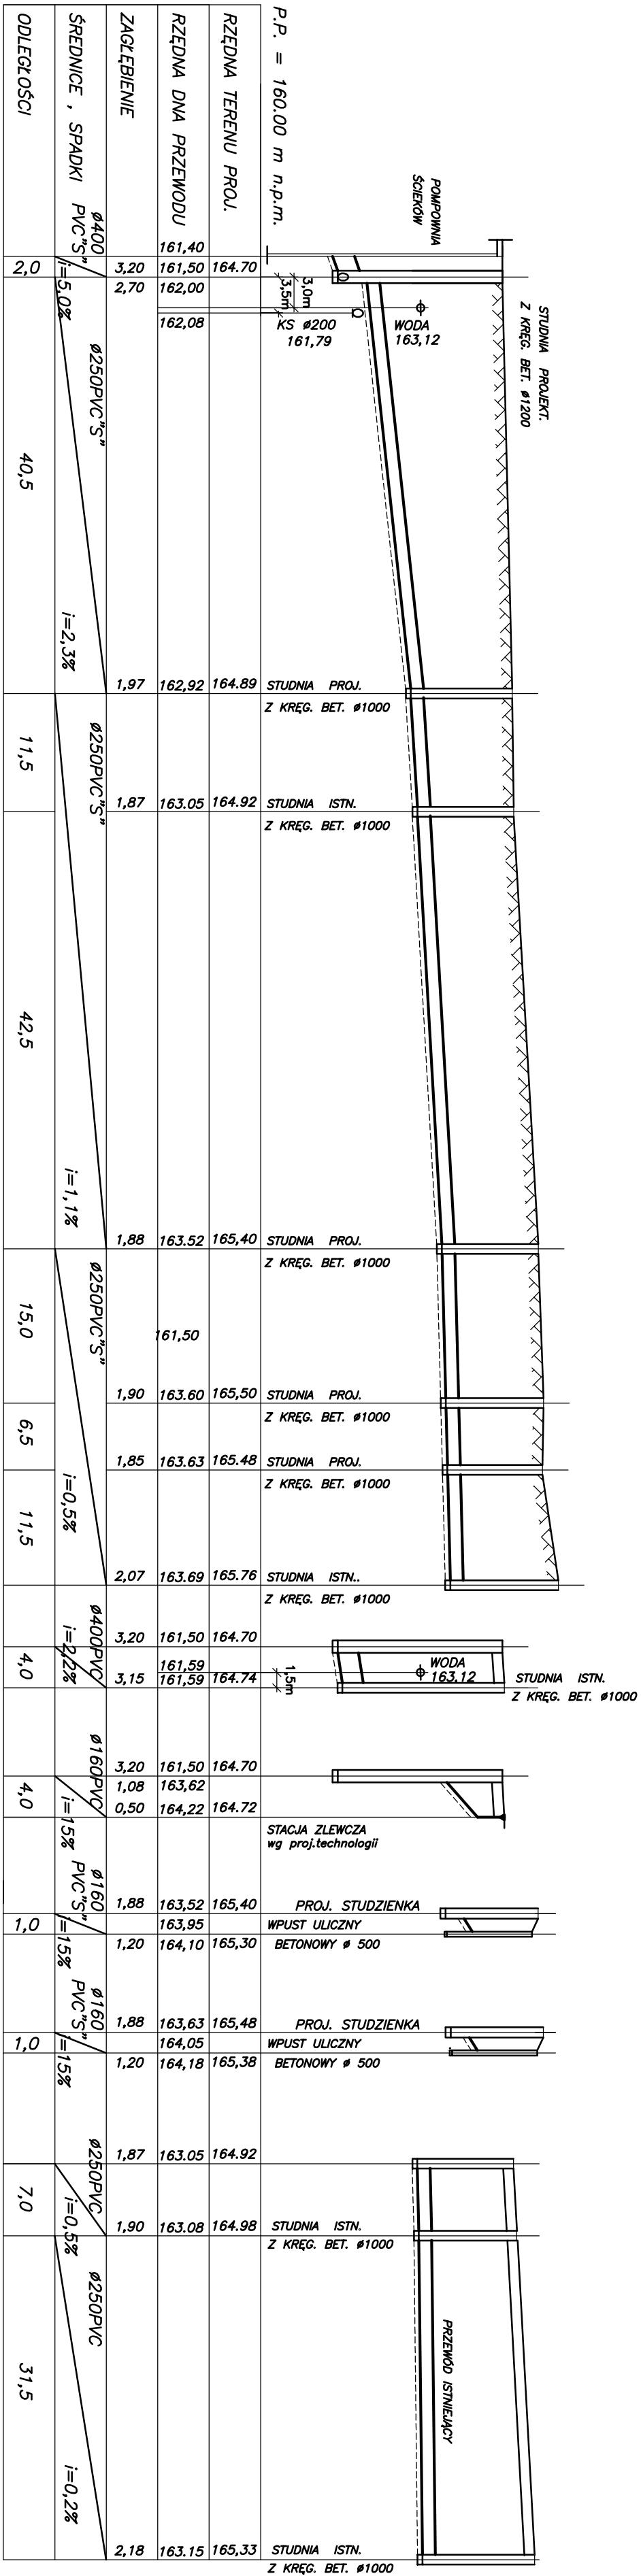 POMPOWNIA
ŚCIEKÓW
STUDNIA PROJEKT.
Z KRĘG. BET. ø1200
P.P. = 160.00 m n.p.m.
RZĘDNA TERENU PROJ.
RZĘDNA DNA PRZEWODU
ZAGŁĘBIENIE
ŚREDNICE , SPADKI
ODLEGŁOŚCI
161,40
3,20 161,50 164.70
2,70 162,00
162,08
3,0m
3,5m
KS ø200
161,79
WODA
163,12
ø400
PVC"S"
i=5,0%
2,0
ø250PVC"S"
i=2,3%
40,5
1,97 162,92 164.89 STUDNIA PROJ.
Z KRĘG. BET. ø1000
ø250PVC"S"
11,5
1,87 163.05 164.92 STUDNIA ISTN.
Z KRĘG. BET. ø1000
42,5
i=1,1%
1,88 163.52 165,40 STUDNIA PROJ.
Z KRĘG. BET. ø1000
ø250PVC"S"
15,0
161,50
1,90 163.60 165,50 STUDNIA PROJ.
Z KRĘG. BET. ø1000
6,5
1,85 163.63 165.48 STUDNIA PROJ.
Z KRĘG. BET. ø1000
i=0,5%
11,5
2,07 163.69 165.76 STUDNIA ISTN..
Z KRĘG. BET. ø1000
ø400PVC
i=2,2%
4,0
3,20 161,50 164.70
161,59
3,15 161,59 164.74
1,5m
WODA
163.12
STUDNIA ISTN.
Z KRĘG. BET. ø1000
ø160PVC
i=15%
4,0
3,20 161,50 164.70
1,08 163,62
0,50 164,22 164.72
STACJA ZLEWCZA
wg proj.technologii
ø160
PVC"S"
i=15%
1,0
1,88 163,52 165,40 PROJ. STUDZIENKA
163,95 WPUST ULICZNY
1,20 164,10 165,30 BETONOWY ø 500
ø160
PVC"S"
i=15%
1,0
1,88 163,63 165,48 PROJ. STUDZIENKA
164,05 WPUST ULICZNY
1,20 164,18 165,38 BETONOWY ø 500
ø250PVC
i=0,5%
7,0
1,87 163.05 164.92
1,90 163.08 164.98 STUDNIA ISTN.
Z KRĘG. BET. ø1000
ø250PVC
i=0,2%
31,5
PRZEWÓD ISTNIEJĄCY
2,18 163.15 165,33 STUDNIA ISTN.
Z KRĘG. BET. ø1000